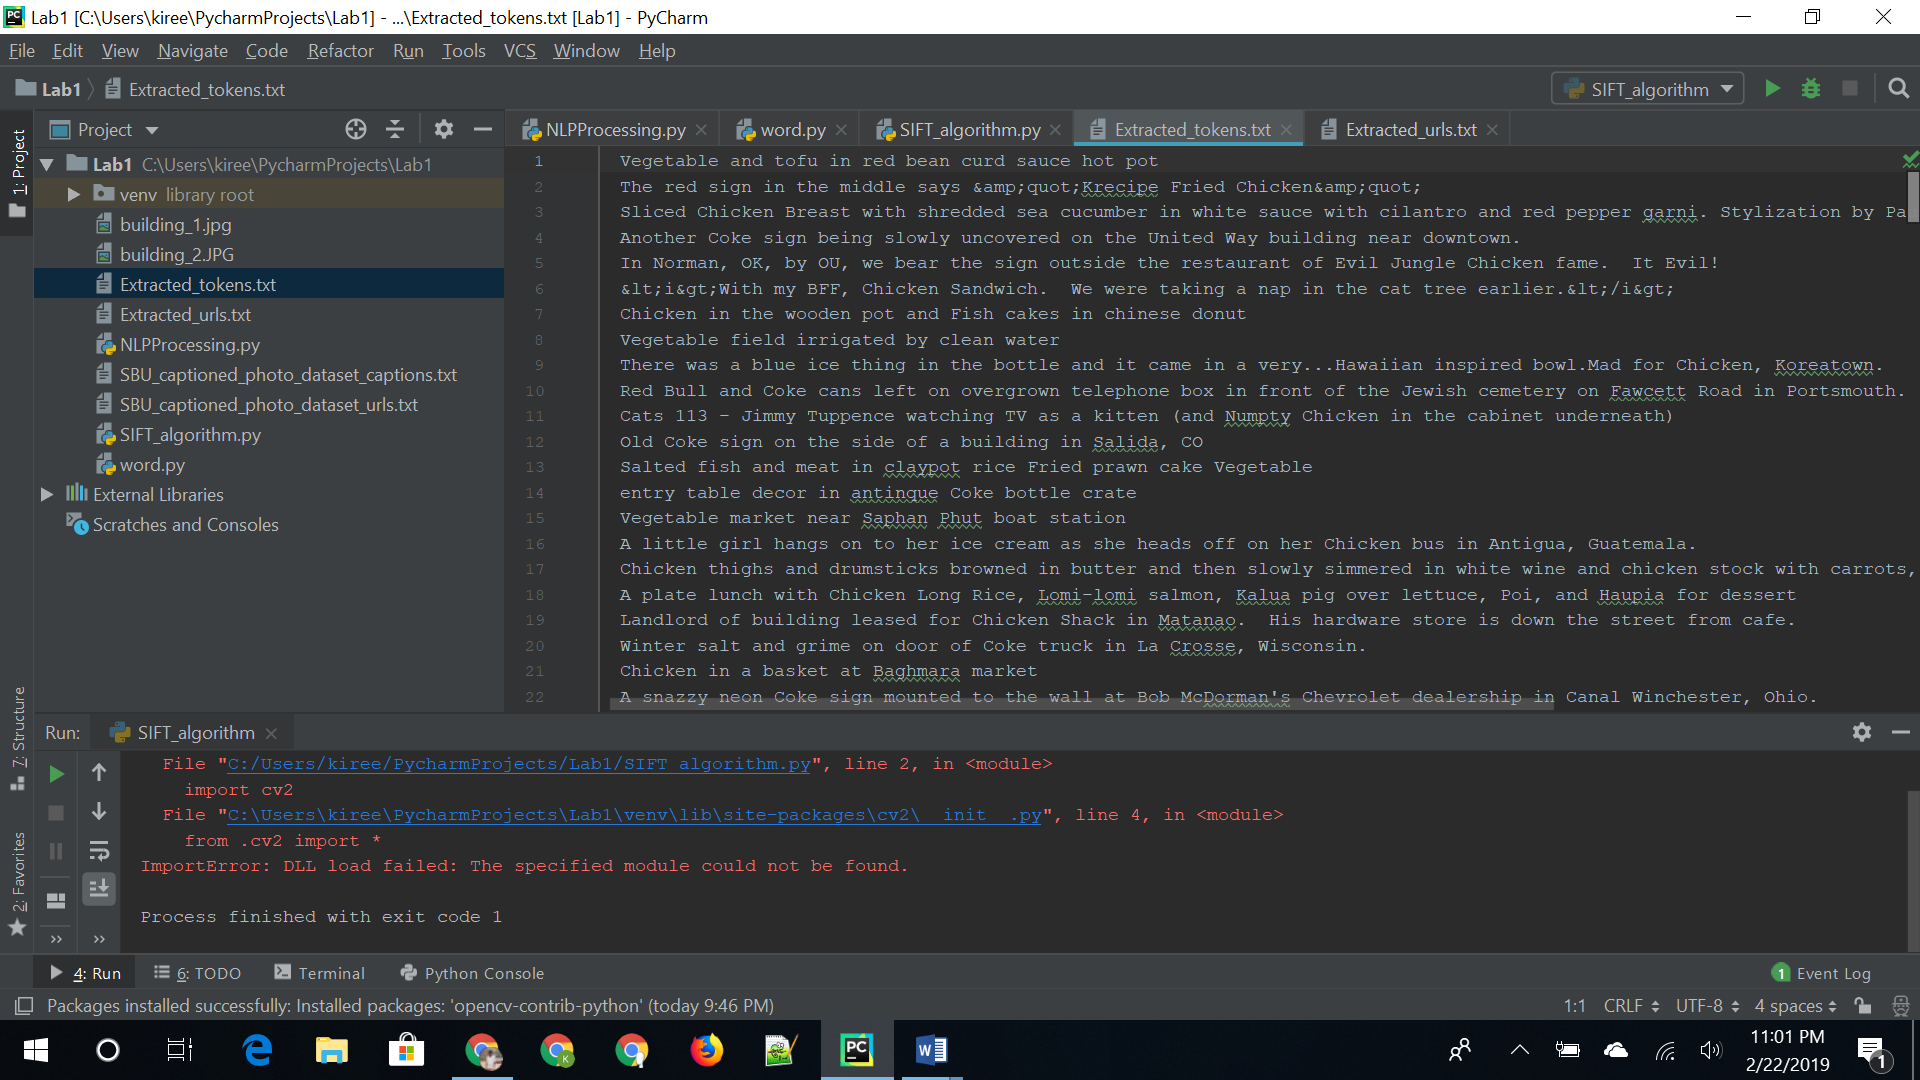 Lab1 [C:\Users\kiree\PycharmProjects\Lab1] - ...\Extracted_tokens.txt [Lab1] - PyCharm
File Edit View Navigate Code Refactor Run Tools VCS Window Help
Lab1 Extracted_tokens.txt SIFT_algorithm
1: Project
Project
NLPProcessing.py word.py SIFT_algorithm.py Extracted_tokens.txt Extracted_urls.txt
Lab1 C:\Users\kiree\PycharmProjects\Lab1
venv library root
building_1.jpg
building_2.JPG
Extracted_tokens.txt
Extracted_urls.txt
NLPProcessing.py
SBU_captioned_photo_dataset_captions.txt
SBU_captioned_photo_dataset_urls.txt
SIFT_algorithm.py
word.py
External Libraries
Scratches and Consoles
1 Vegetable and tofu in red bean curd sauce hot pot
2 The red sign in the middle says &amp;quot;Krecipe Fried Chicken&amp;quot;
3 Sliced Chicken Breast with shredded sea cucumber in white sauce with cilantro and red pepper garni. Stylization by Pa
4 Another Coke sign being slowly uncovered on the United Way building near downtown.
5 In Norman, OK, by OU, we bear the sign outside the restaurant of Evil Jungle Chicken fame.  It Evil!
6 &lt;i&gt;With my BFF, Chicken Sandwich.  We were taking a nap in the cat tree earlier.&lt;/i&gt;
7 Chicken in the wooden pot and Fish cakes in chinese donut
8 Vegetable field irrigated by clean water
9 There was a blue ice thing in the bottle and it came in a very...Hawaiian inspired bowl.Mad for Chicken, Koreatown.
10 Red Bull and Coke cans left on overgrown telephone box in front of the Jewish cemetery on Fawcett Road in Portsmouth.
11 Cats 113 - Jimmy Tuppence watching TV as a kitten (and Numpty Chicken in the cabinet underneath)
12 Old Coke sign on the side of a building in Salida, CO
13 Salted fish and meat in claypot rice Fried prawn cake Vegetable
14 entry table decor in antinque Coke bottle crate
15 Vegetable market near Saphan Phut boat station
16 A little girl hangs on to her ice cream as she heads off on her Chicken bus in Antigua, Guatemala.
17 Chicken thighs and drumsticks browned in butter and then slowly simmered in white wine and chicken stock with carrots,
18 A plate lunch with Chicken Long Rice, Lomi-lomi salmon, Kalua pig over lettuce, Poi, and Haupia for dessert
19 Landlord of building leased for Chicken Shack in Matanao.  His hardware store is down the street from cafe.
20 Winter salt and grime on door of Coke truck in La Crosse, Wisconsin.
21 Chicken in a basket at Baghmara market
22 A snazzy neon Coke sign mounted to the wall at Bob McDorman's Chevrolet dealership in Canal Winchester, Ohio.
7: Structure
2: Favorites
Run: SIFT_algorithm
File "C:/Users/kiree/PycharmProjects/Lab1/SIFT_algorithm.py", line 2, in <module>
import cv2
File "C:\Users\kiree\PycharmProjects\Lab1\venv\lib\site-packages\cv2\__init__.py", line 4, in <module>
from .cv2 import *
ImportError: DLL load failed: The specified module could not be found.
Process finished with exit code 1
4: Run 6: TODO Terminal Python Console 1 Event Log
Packages installed successfully: Installed packages: 'opencv-contrib-python' (today 9:46 PM) 1:1 CRLF UTF-8 4 spaces
11:01 PM
2/22/2019
1